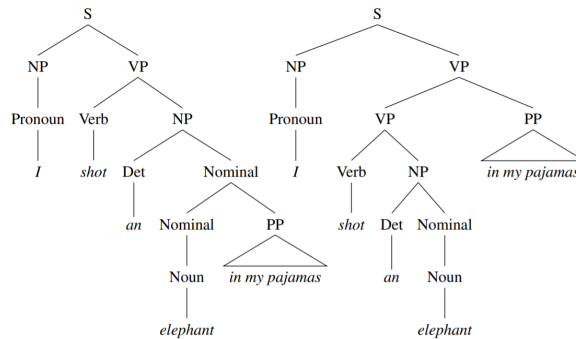 S S
NP VP NP VP
Pronoun Verb NP Pronoun VP PP
I shot Det Nominal I Verb NP in my pajamas
an Nominal PP shot Det Nominal
Noun in my pajamas an Noun
elephant elephant